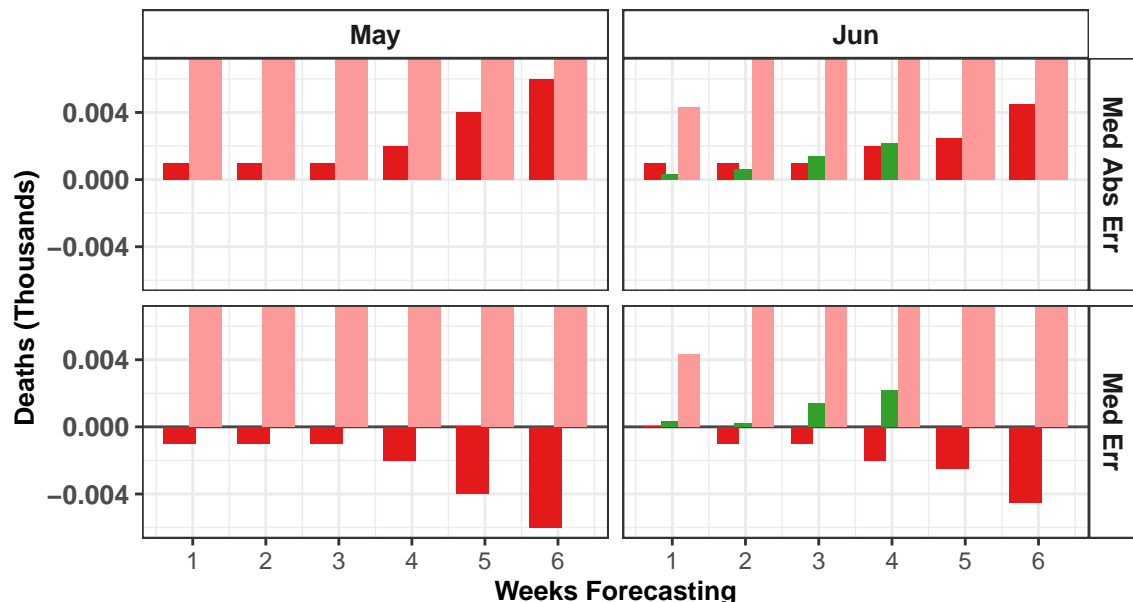 May
Jun
0.004
0.000
−0.004
Med Abs Err
0.004
0.000
−0.004
Med Err
Deaths (Thousands)
1 2 3 4 5 6
1 2 3 4 5 6
Weeks Forecasting